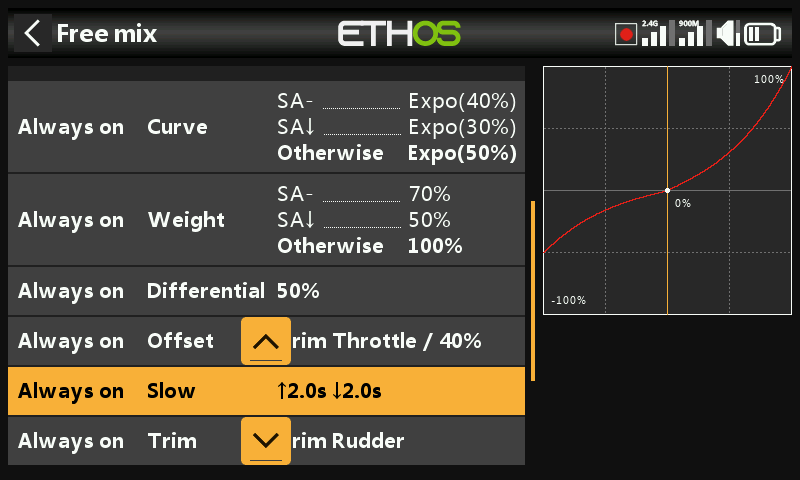 Free mix
ETHOS
2.4G
900M
Always on Curve
SA- Expo(40%)
SA↓ Expo(30%)
Otherwise Expo(50%)
Always on Weight
SA- 70%
SA↓ 50%
Otherwise 100%
Always on Differential 50%
Always on Offset rim Throttle / 40%
Always on Slow ↑2.0s ↓2.0s
Always on Trim rim Rudder
100%
0%
-100%